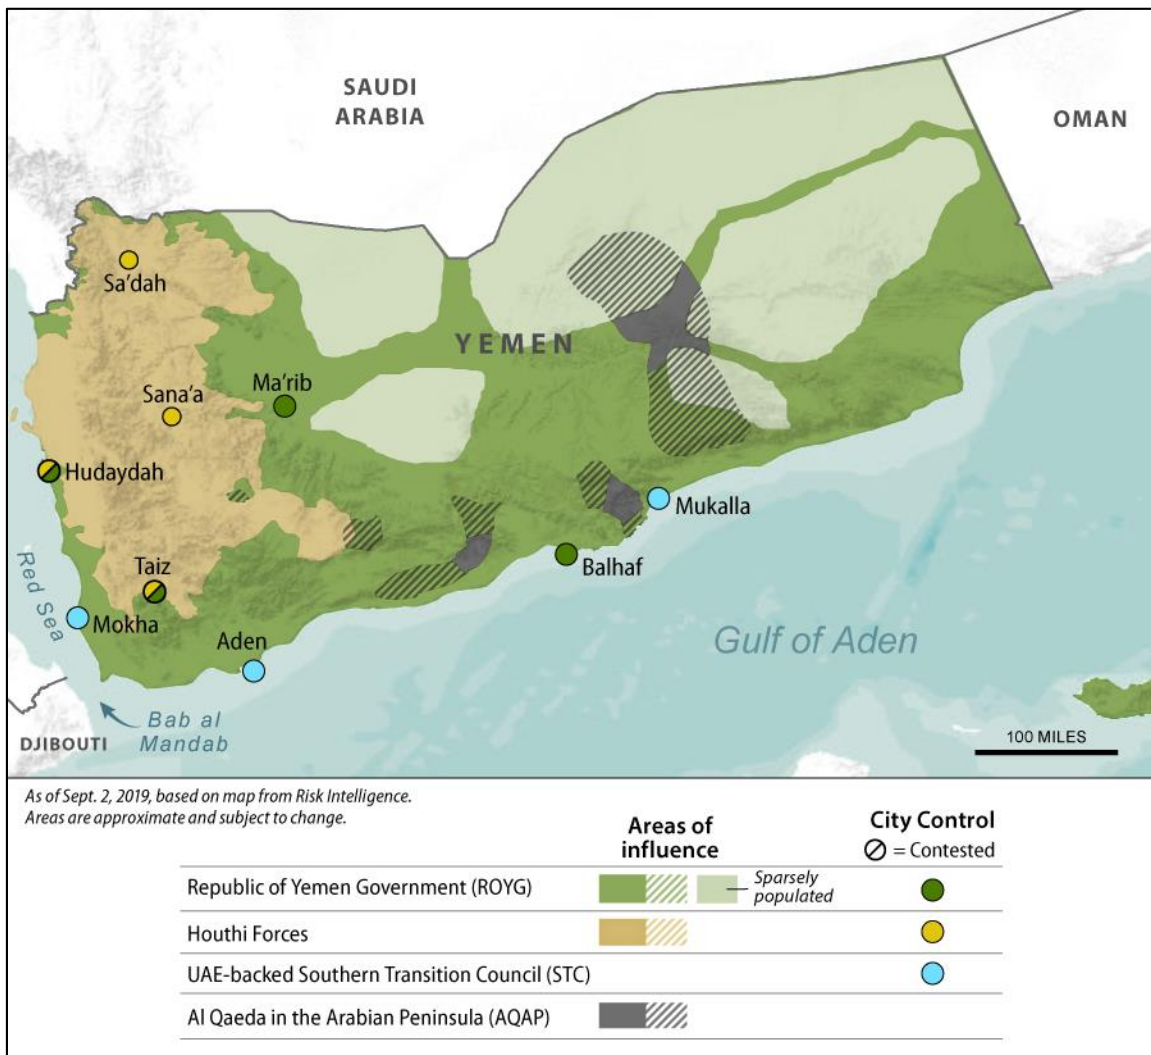 SAUDI
ARABIA
OMAN
Sa'dah
YEMEN
Sana'a
Ma'rib
Hudaydah
Mukalla
Balhaf
Taiz
Red Sea
Mokha
Aden
Gulf of Aden
Bab al
Mandab
DJIBOUTI
100 MILES
As of Sept. 2, 2019, based on map from Risk Intelligence.
Areas are approximate and subject to change.
Areas of
influence
City Control
= Contested
Republic of Yemen Government (ROYG)
Sparsely
populated
Houthi Forces
UAE-backed Southern Transition Council (STC)
Al Qaeda in the Arabian Peninsula (AQAP)